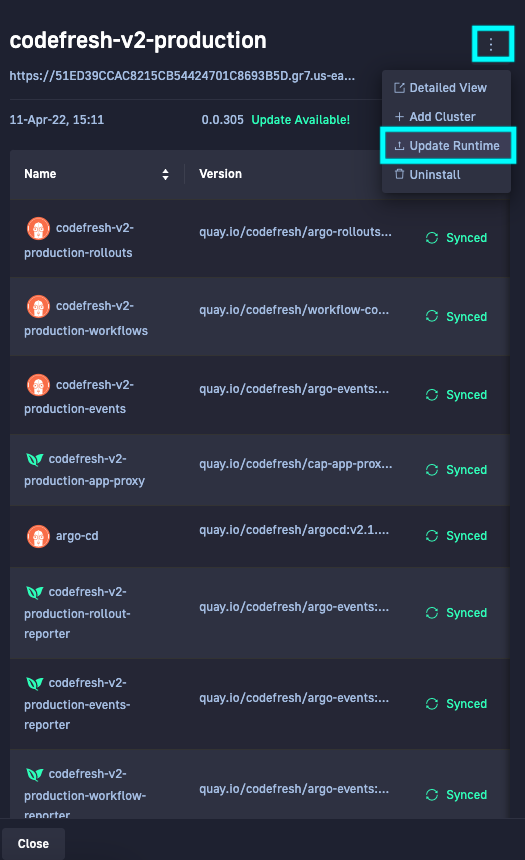 codefresh-v2-production
https://51ED39CCAC8215CB54424701C8693B5D.gr7.us-ea...
Detailed View
Add Cluster
11-Apr-22, 15:11 0.0.305 Update Available!
Update Runtime
Uninstall
Name Version
codefresh-v2-
production-rollouts
quay.io/codefresh/argo-rollouts...
Synced
codefresh-v2-
production-workflows
quay.io/codefresh/workflow-co...
Synced
codefresh-v2-
production-events
quay.io/codefresh/argo-events:...
Synced
codefresh-v2-
production-app-proxy
quay.io/codefresh/cap-app-prox...
Synced
argo-cd
quay.io/codefresh/argocd:v2.1....
Synced
codefresh-v2-
production-rollout-
reporter
quay.io/codefresh/argo-events:...
Synced
codefresh-v2-
production-events-
reporter
quay.io/codefresh/argo-events:...
Synced
codefresh-v2-
production-workflow-
reporter
quay.io/codefresh/argo-events:...
Synced
Close